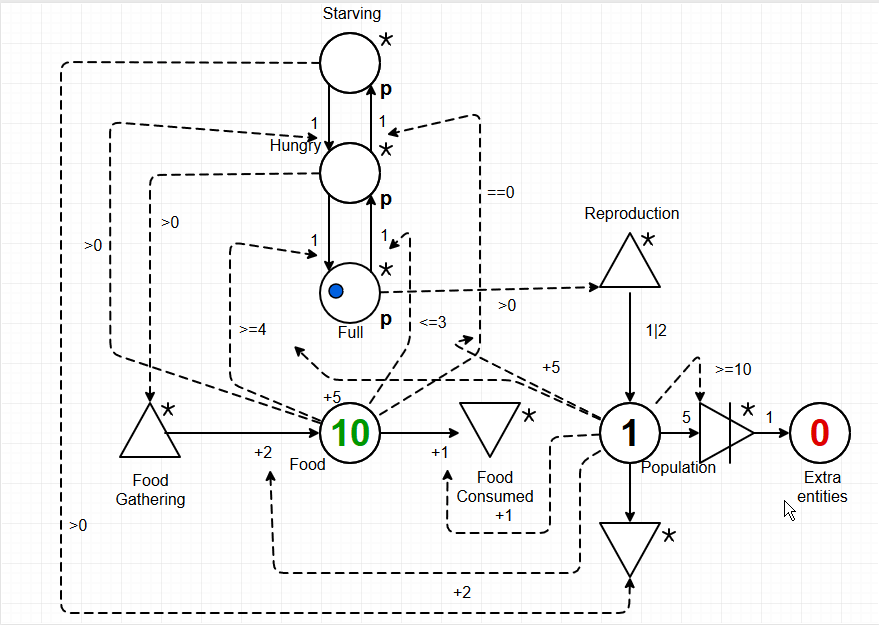 Starving
*
p
1
1
Hungry
*
p
==0
>0
>0
1
1
*
Reproduction
*
>=4
Full
p
<=3
>0
1|2
+5
>=10
+5
*
10
*
1
5
*
1
0
+2
Food
+1
Population
Food
Gathering
Food
Consumed
+1
Extra
entities
>0
*
+2